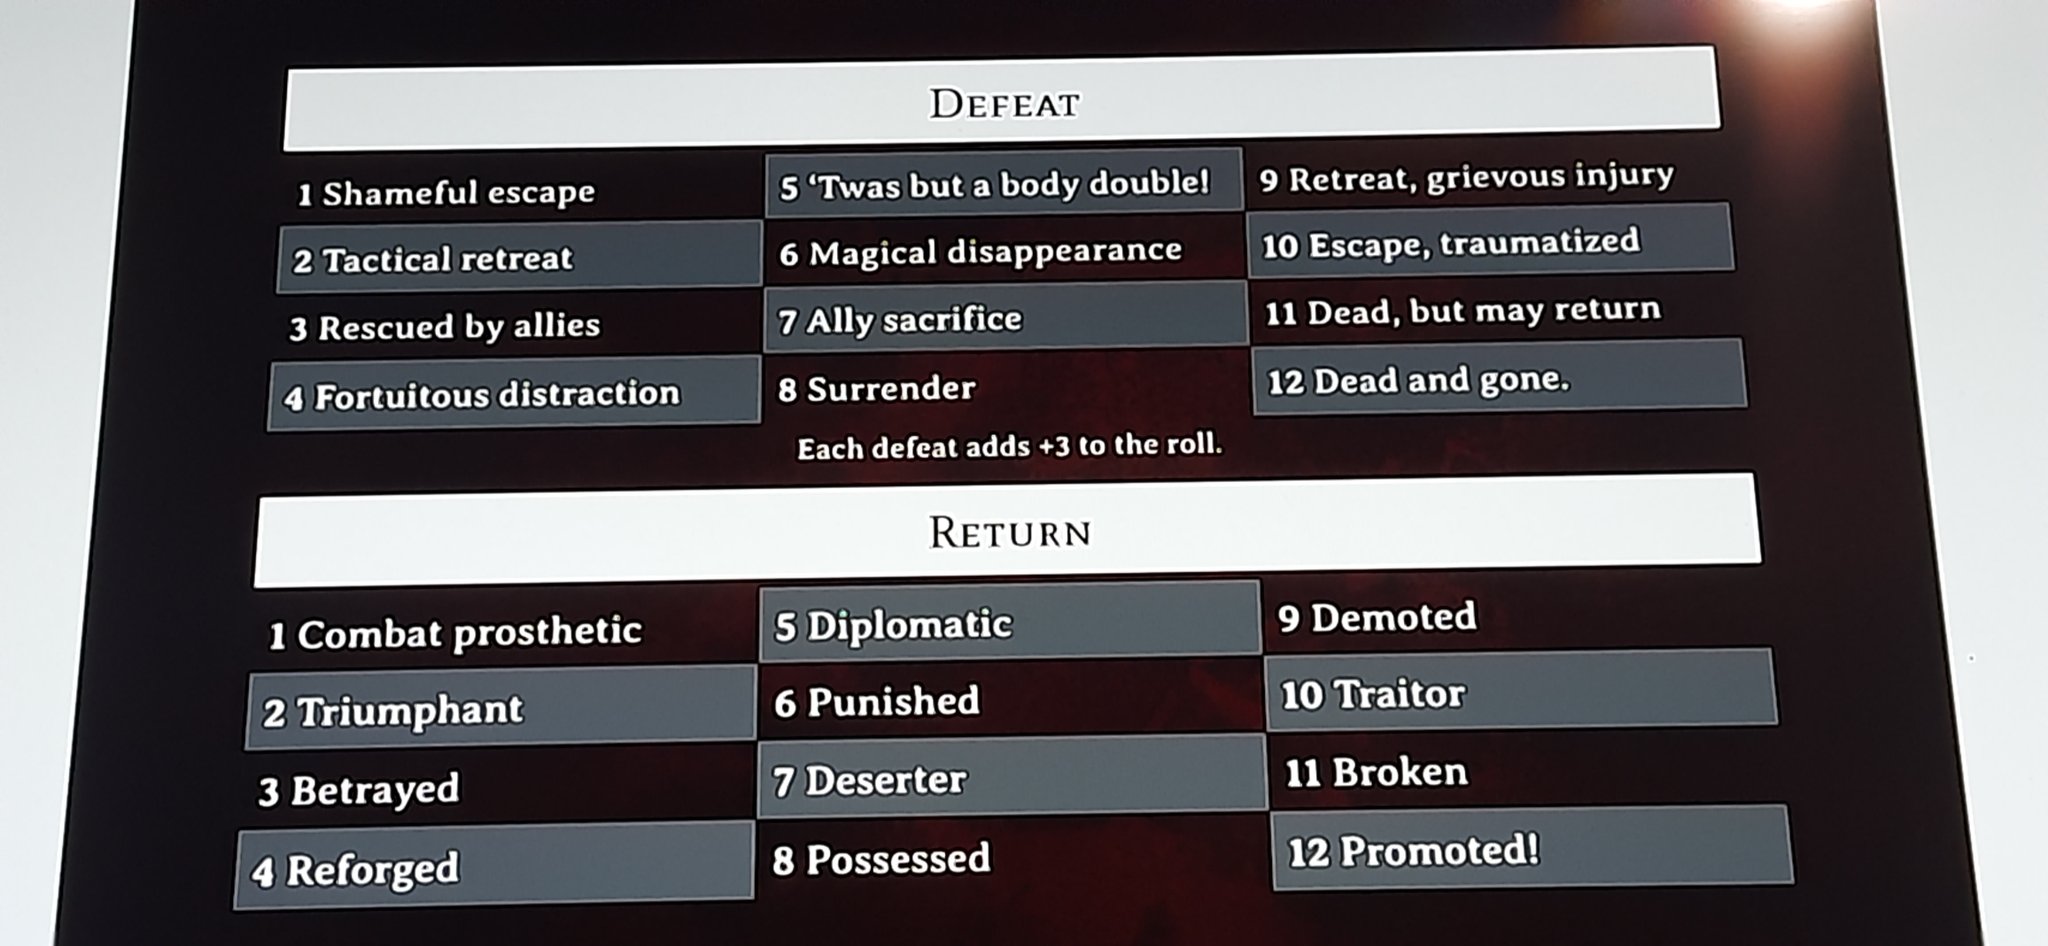 DEFEAT
1 Shameful escape
2 Tactical retreat
3 Rescued by allies
4 Fortuitous distraction
5 ‘Twas but a body double!
6 Magical disappearance
7 Ally sacrifice
8 Surrender
9 Retreat, grievous injury
10 Escape, traumatized
11 Dead, but may return
12 Dead and gone.
Each defeat adds +3 to the roll.
RETURN
1 Combat prosthetic
2 Triumphant
3 Betrayed
4 Reforged
5 Diplomatic
6 Punished
7 Deserter
8 Possessed
9 Demoted
10 Traitor
11 Broken
12 Promoted!